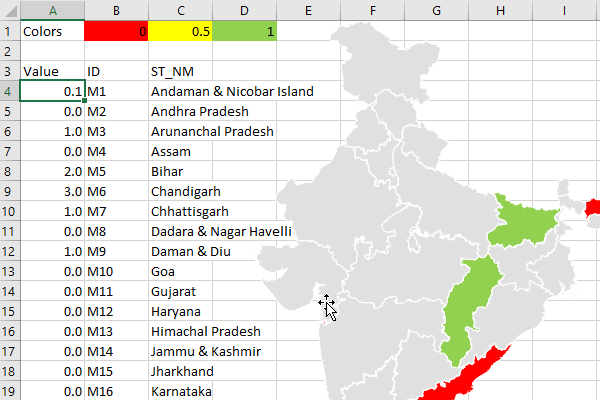 A B C D E F G H I
1 Colors 0 0.5 1
2
3 Value ID ST_NM
4 0.1 M1 Andaman & Nicobar Island
5 0.0 M2 Andhra Pradesh
6 1.0 M3 Arunanchal Pradesh
7 0.0 M4 Assam
8 2.0 M5 Bihar
9 3.0 M6 Chandigarh
10 1.0 M7 Chhattisgarh
11 0.0 M8 Dadara & Nagar Havelli
12 1.0 M9 Daman & Diu
13 0.0 M10 Goa
14 0.0 M11 Gujarat
15 0.0 M12 Haryana
16 0.0 M13 Himachal Pradesh
17 0.0 M14 Jammu & Kashmir
18 0.0 M15 Jharkhand
19 0.0 M16 Karnataka